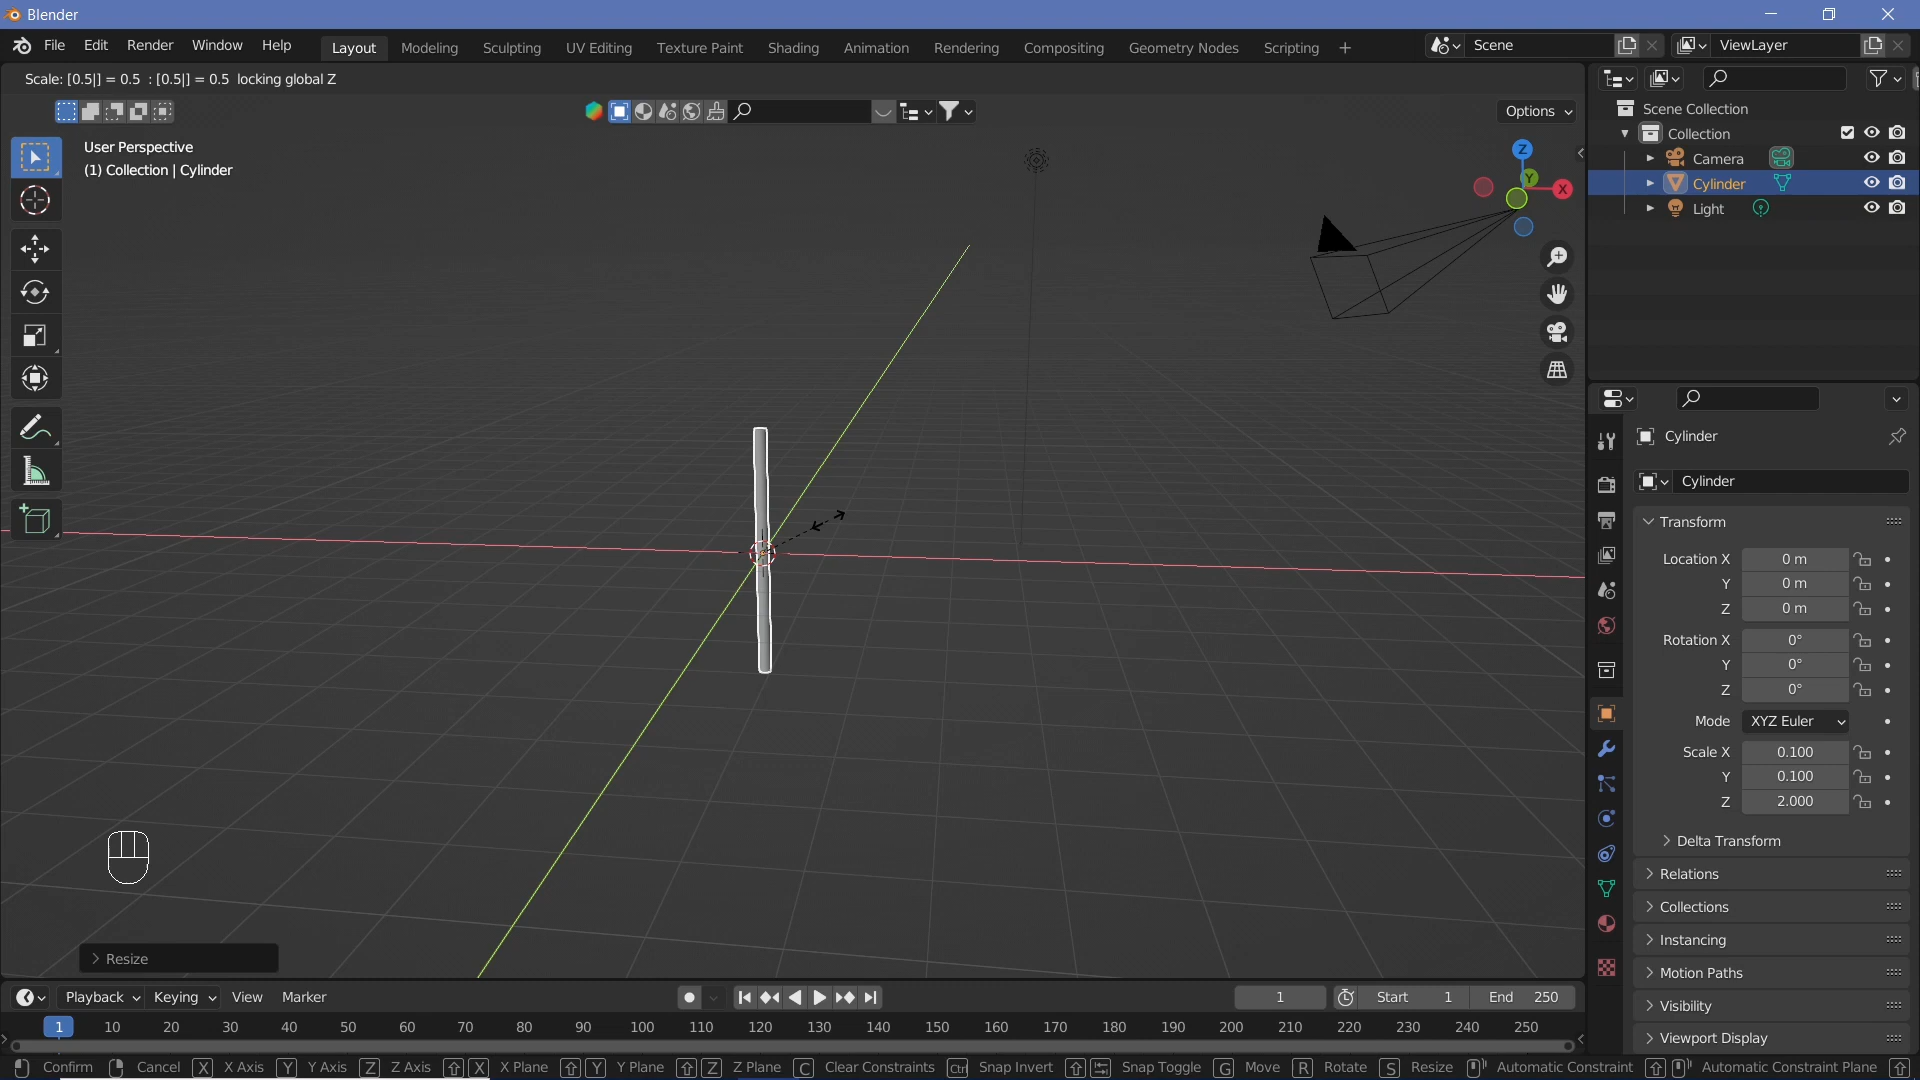 Blender
File Edit Render Window Help Layout Modeling Sculpting UV Editing Texture Paint Shading Animation Rendering Compositing Geometry Nodes Scripting + Scene ViewLayer
Scale: [0.5|] = 0.5 : [0.5|] = 0.5 locking global Z
Options
User Perspective
(1) Collection | Cylinder
Z
Y
X
Scene Collection
Collection
Camera
Cylinder
Light
Cylinder
Cylinder
Transform
Location X 0 m
Y 0 m
Z 0 m
Rotation X 0°
Y 0°
Z 0°
Mode XYZ Euler
Scale X 0.100
Y 0.100
Z 2.000
Delta Transform
Relations
Collections
Instancing
Motion Paths
Visibility
Viewport Display
Resize
Playback Keying View Marker 1 Start 1 End 250
1 10 20 30 40 50 60 70 80 90 100 110 120 130 140 150 160 170 180 190 200 210 220 230 240 250
Confirm Cancel X X Axis Y Y Axis Z Z Axis X X Plane Y Y Plane Z Z Plane C Clear Constraints Ctrl Snap Invert Snap Toggle G Move R Rotate S Resize Automatic Constraint Automatic Constraint Plane